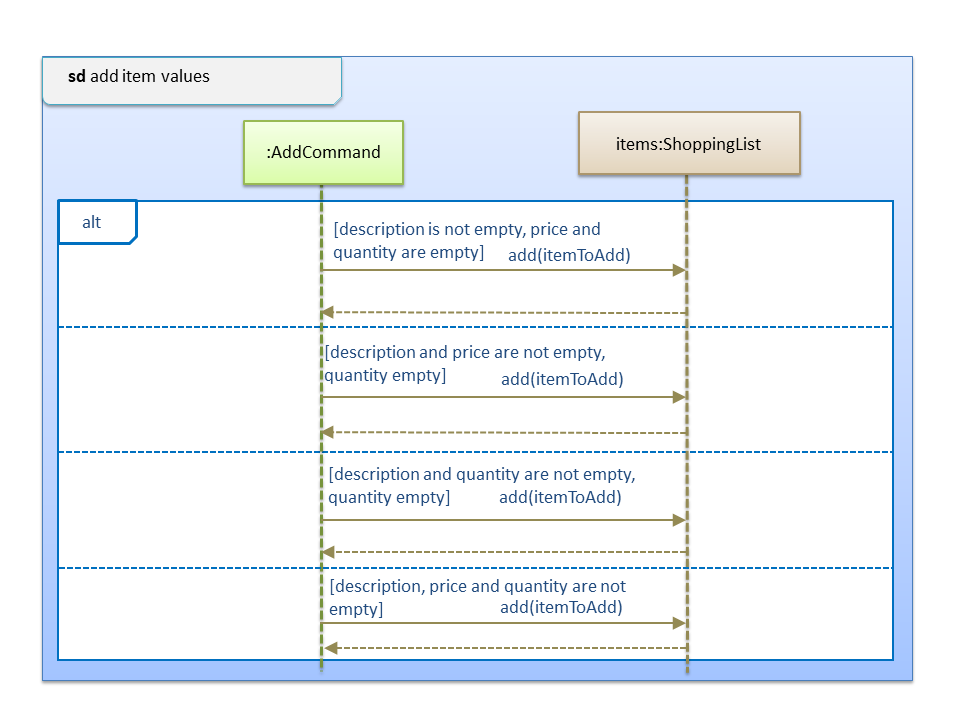 sd add item values
:AddCommand
items:ShoppingList
alt
[description is not empty, price and
quantity are empty] add(itemToAdd)
[description and price are not empty,
quantity empty] add(itemToAdd)
[description and quantity are not empty,
quantity empty] add(itemToAdd)
[description, price and quantity are not
empty] add(itemToAdd)